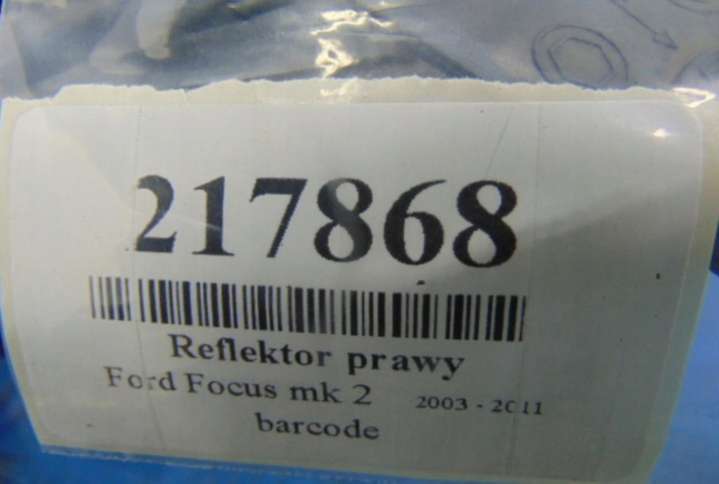 217868
Reflektor prawy
Ford Focus mk 2 2003 - 2011
barcode